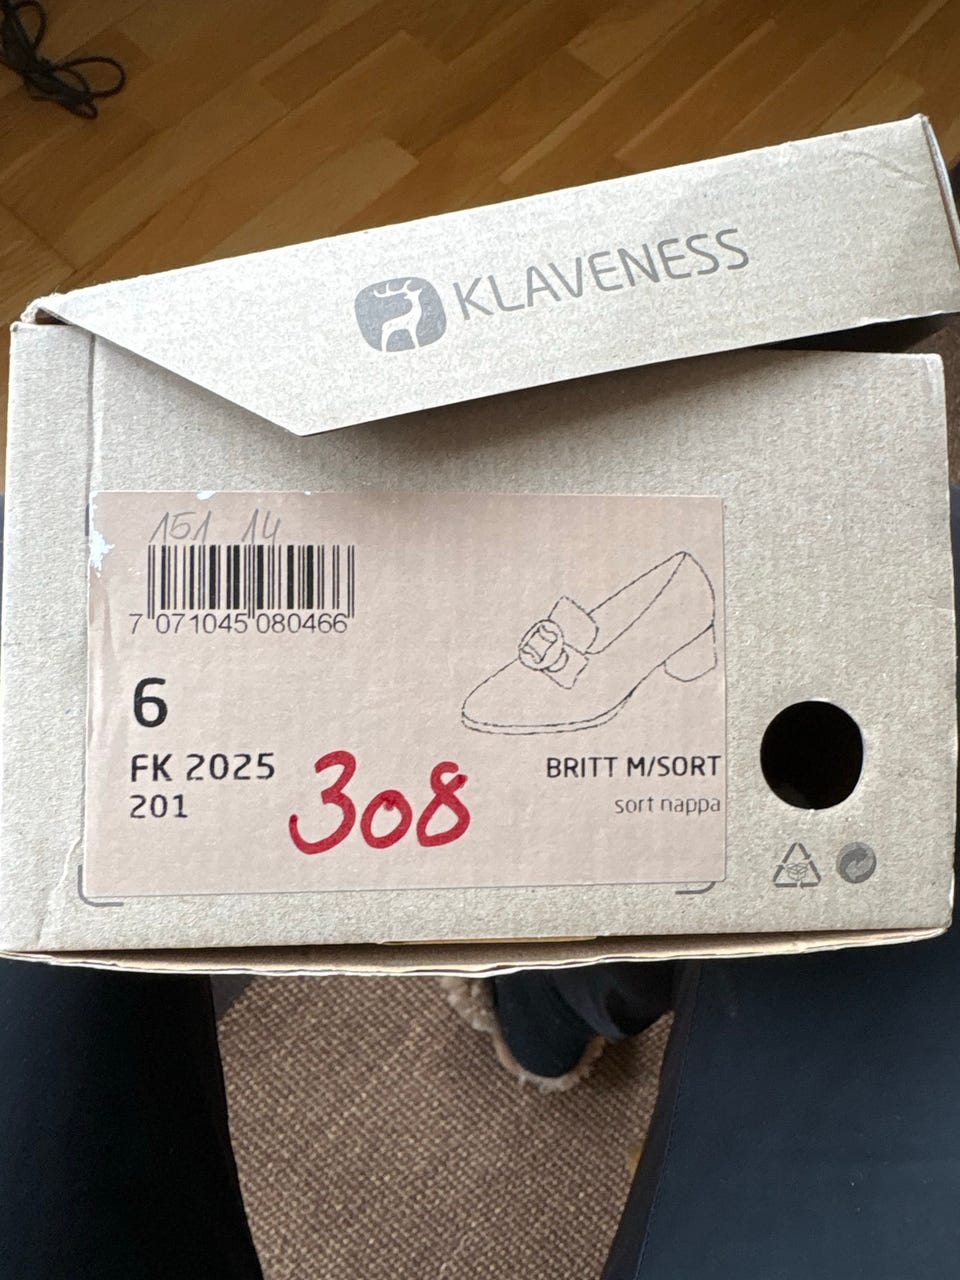 KLAVENESS
151 14
7 071045 080466
6
FK 2025
201
308
BRITT M/SORT
sort nappa